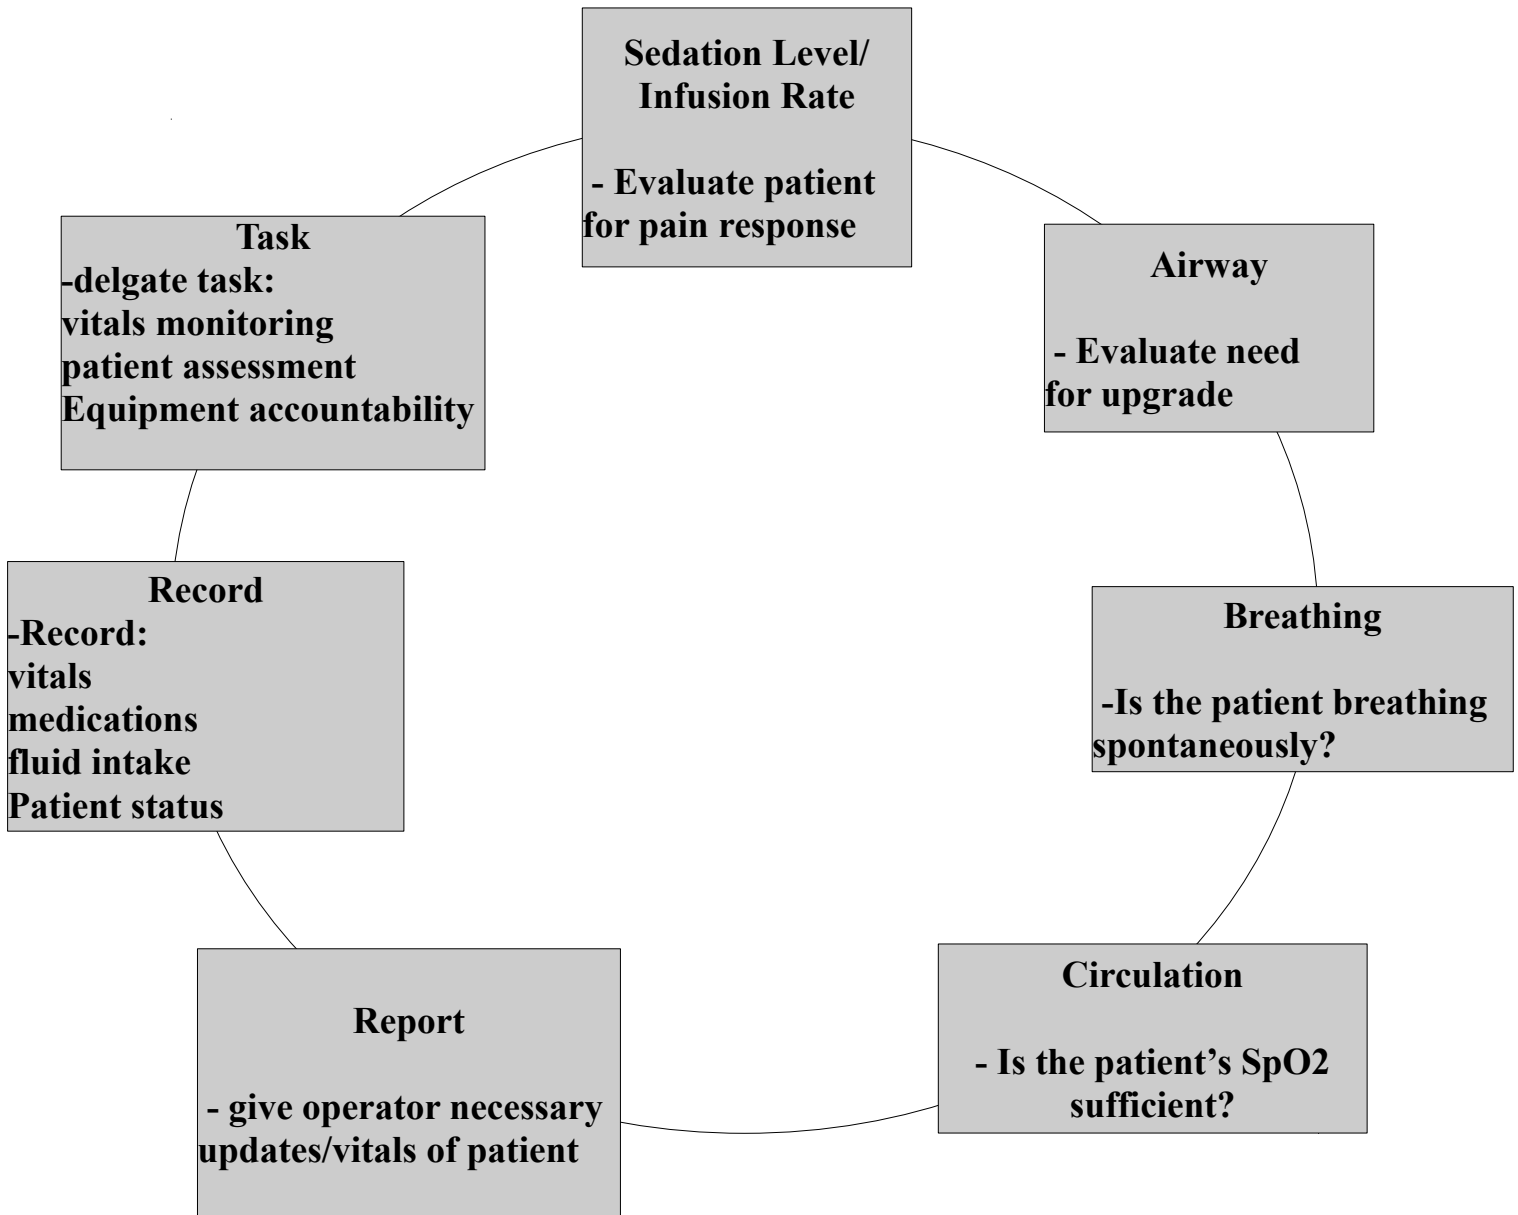 Sedation Level/
Infusion Rate
- Evaluate patient
for pain response
Airway
- Evaluate need
for upgrade
Breathing
-Is the patient breathing
spontaneously?
Circulation
- Is the patient’s SpO2
sufficient?
Report
- give operator necessary
updates/vitals of patient
Record
-Record:
vitals
medications
fluid intake
Patient status
Task
-delgate task:
vitals monitoring
patient assessment
Equipment accountability